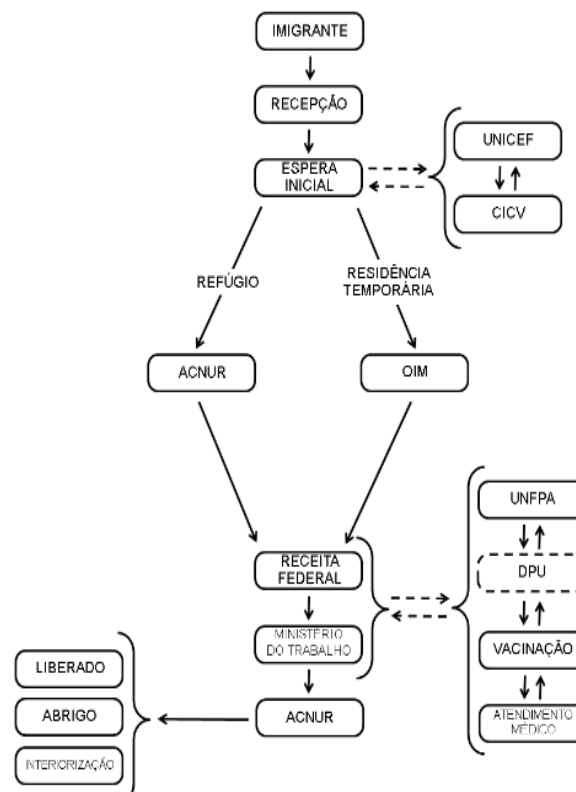 IMIGRANTE
RECEPÇÃO
ESPERA
INICIAL
UNICEF
CICV
REFÚGIO
RESIDÊNCIA
TEMPORÁRIA
ACNUR
OIM
RECEITA
FEDERAL
MINISTÉRIO
DO TRABALHO
ACNUR
UNFPA
DPU
VACINAÇÃO
ATENDIMENTO
MÉDICO
LIBERADO
ABRIGO
INTERIORIZAÇÃO